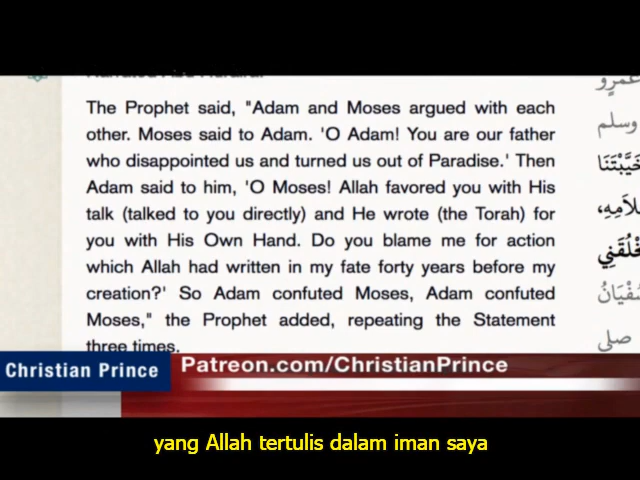 The Prophet said, "Adam and Moses argued with each
other. Moses said to Adam. 'O Adam! You are our father
who disappointed us and turned us out of Paradise.' Then
Adam said to him, 'O Moses! Allah favored you with His
talk (talked to you directly) and He wrote (the Torah) for
you with His Own Hand. Do you blame me for action
which Allah had written in my fate forty years before my
creation?' So Adam confuted Moses, Adam confuted
Moses," the Prophet added, repeating the Statement
three times.
وسلم
خَيَّبْتَنَا
صلى
Christian Prince
Patreon.com/ChristianPrince
yang Allah tertulis dalam iman saya